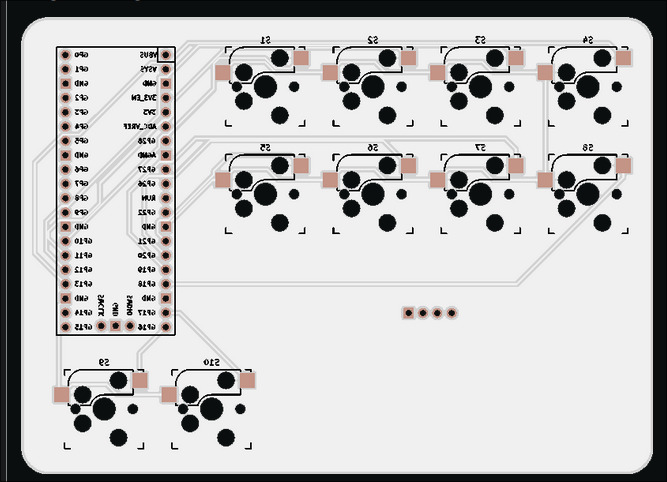 S1 S2 S3 S4
GP0 VBUS
GP1 VSYS
GND GND
GP2 3V3_EN
GP3 3V3
GP4 ADC_VREF
GP5 GP28
GND AGND
GP6 GP27
GP7 GP26
GP8 RUN
GP9 GP22
GND GND
GP10 GP21
GP11 GP20
GP12 GP19
GP13 GP18
GND GND
GP14 GP17
GP15 GP16
SWCLK GND SWDIO
S5 S6 S7 S8
S9 S10